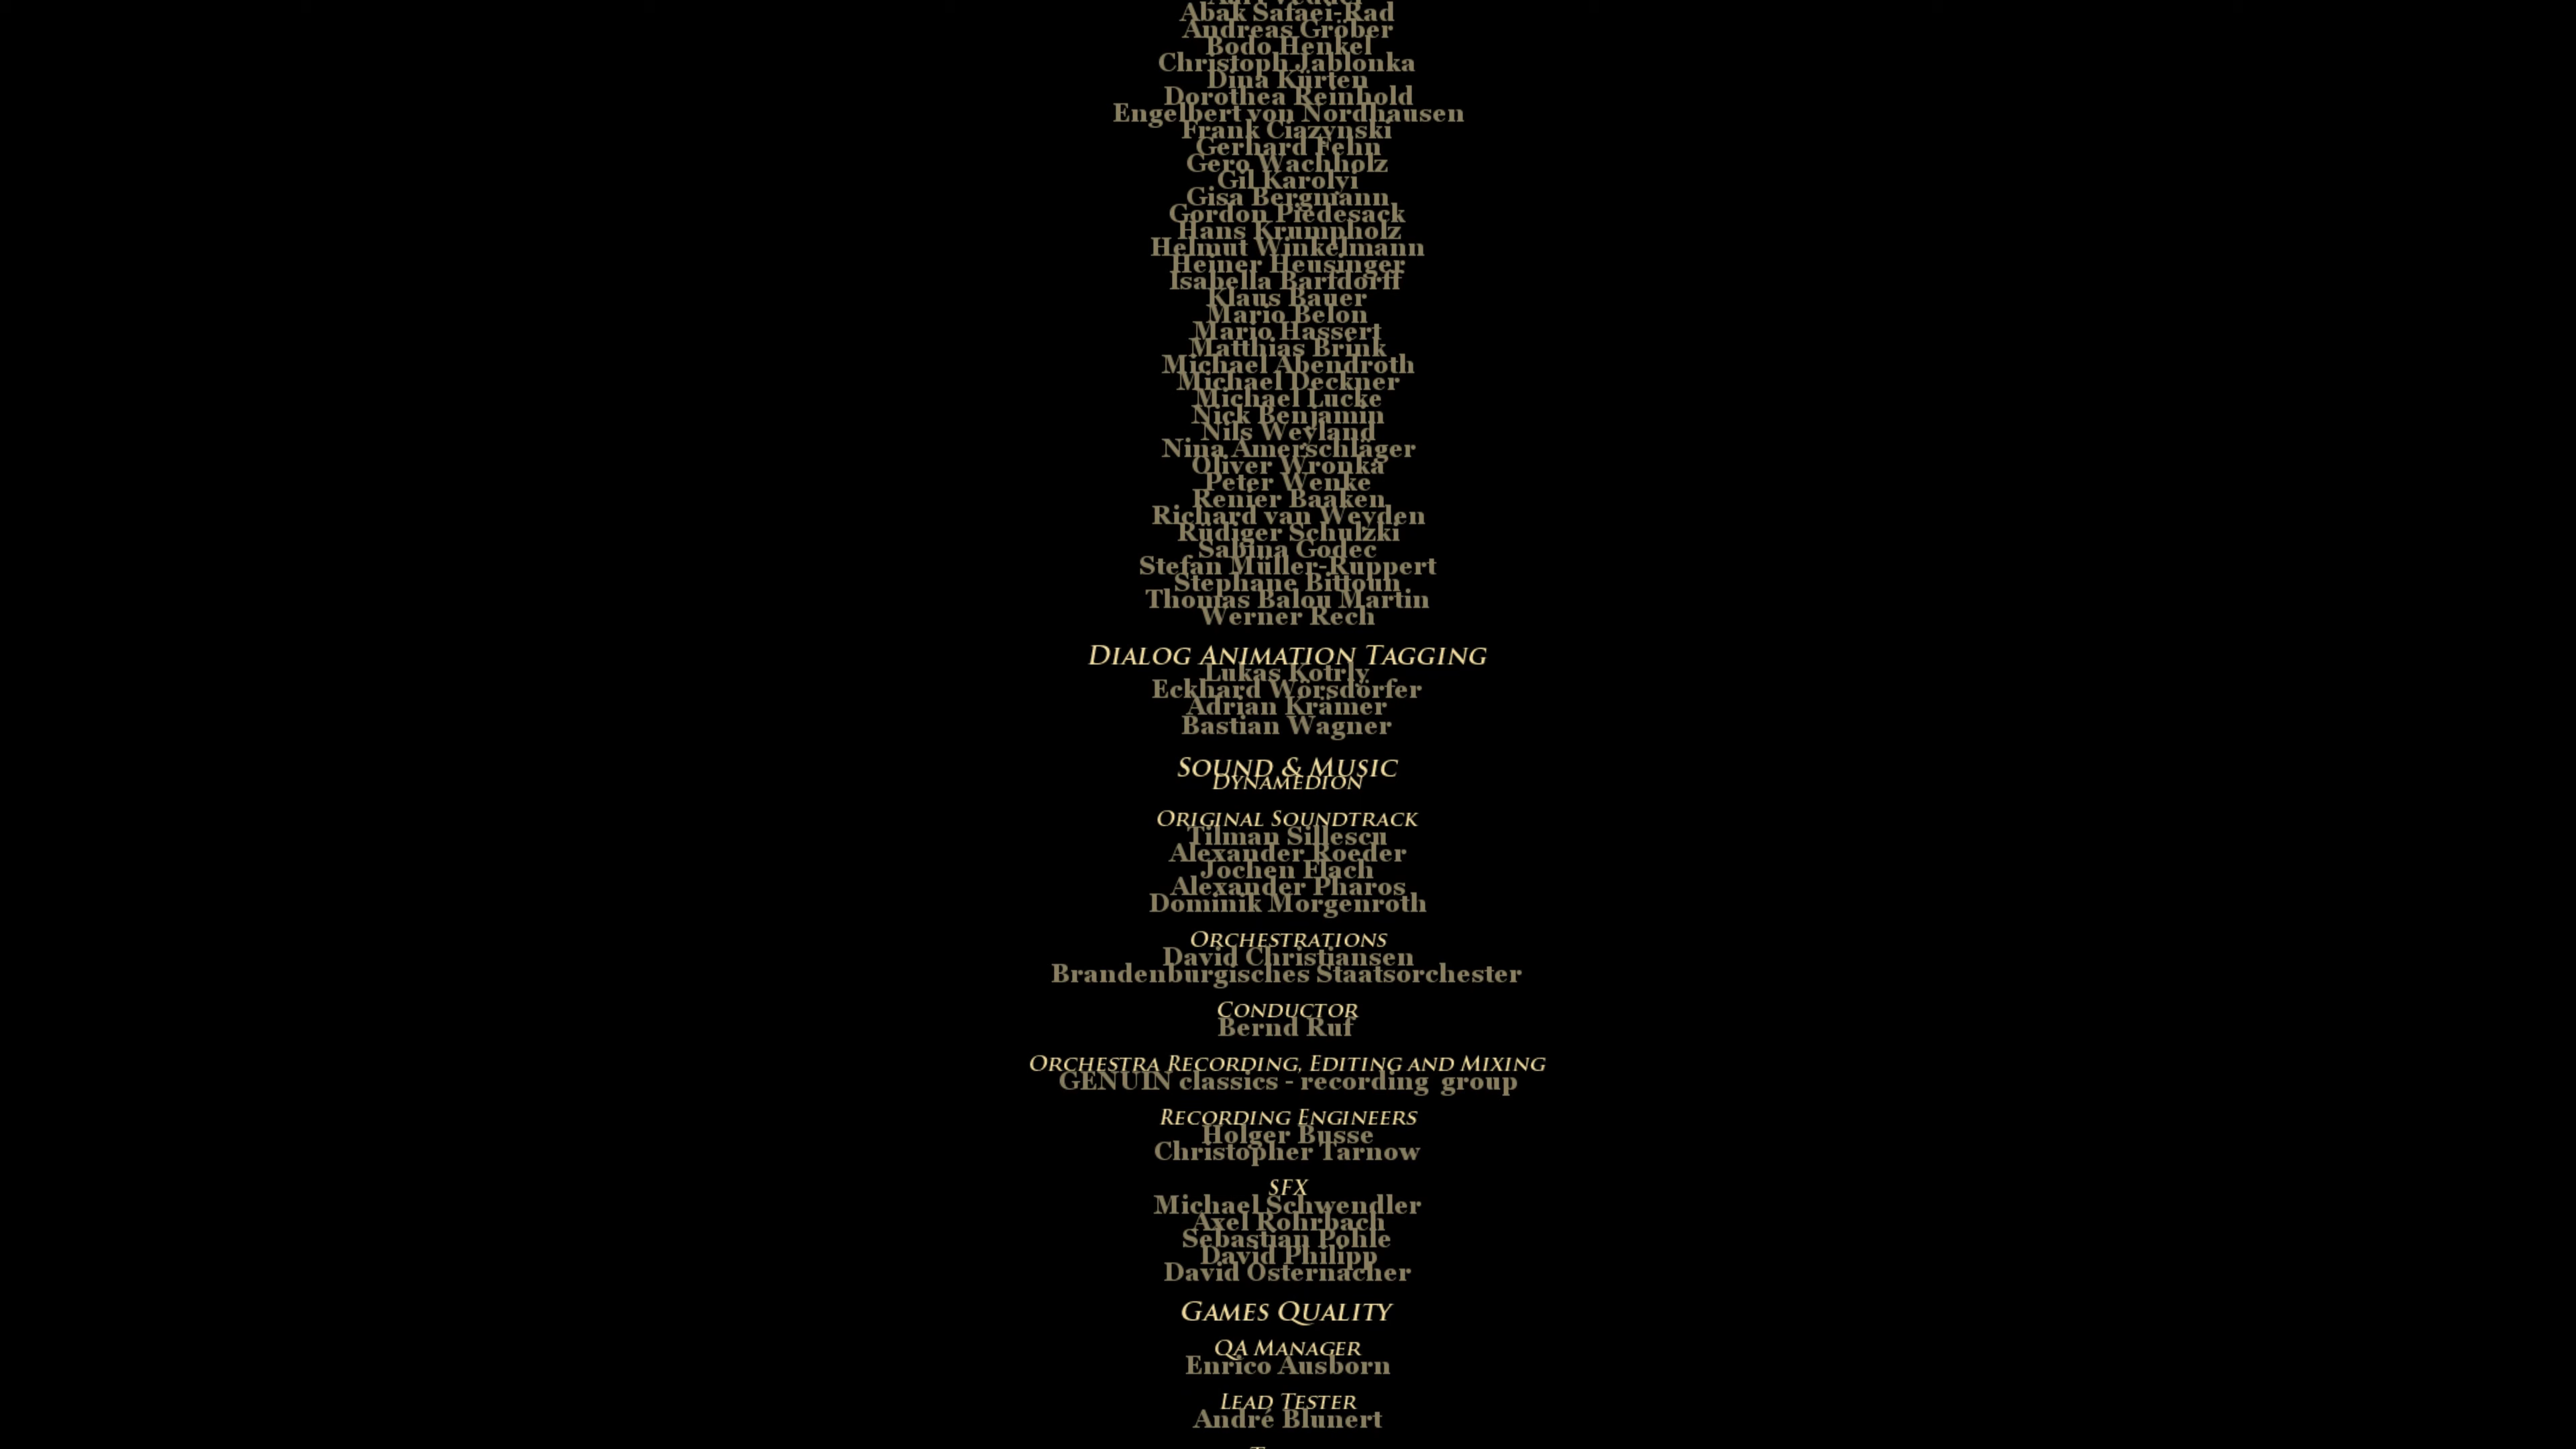 Abak Safaei-Rad
Andreas Gröber
Bodo Henkel
Christoph Jablonka
Dina Kürten
Dorothea Reinhold
Engelbert von Nordhausen
Frank Ciazynski
Gerhard Fehn
Gero Wachholz
Gil Karolyi
Gisa Bergmann
Gordon Piedesack
Hans Krumpholz
Helmut Winkelmann
Heiner Heusinger
Isabella Bartdorff
Klaus Bauer
Mario Belon
Mario Hassert
Matthias Brink
Michael Abendroth
Michael Deckner
Michael Lucke
Nick Benjamin
Nils Weyland
Nina Amerschläger
Oliver Wronka
Peter Wenke
Renier Baaken
Richard van Weyden
Rüdiger Schulzki
Sabina Godec
Stefan Müller-Ruppert
Stephane Bittoun
Thomas Balou Martin
Werner Rech
Dialog Animation Tagging
Lukas Kotrly
Eckhard Wörsdörfer
Adrian Krämer
Bastian Wagner
Sound & Music
Dynamedion
Original Soundtrack
Tilman Sillescu
Alexander Roeder
Jochen Flach
Alexander Pharos
Dominik Morgenroth
Orchestrations
David Christiansen
Brandenburgisches Staatsorchester
Conductor
Bernd Ruf
Orchestra Recording, Editing and Mixing
GENUIN classics - recording group
Recording Engineers
Holger Busse
Christopher Tarnow
SFX
Michael Schwendler
Axel Rohrbach
Sebastian Pohle
David Philipp
David Osternacher
Games Quality
QA Manager
Enrico Ausborn
Lead Tester
André Blunert